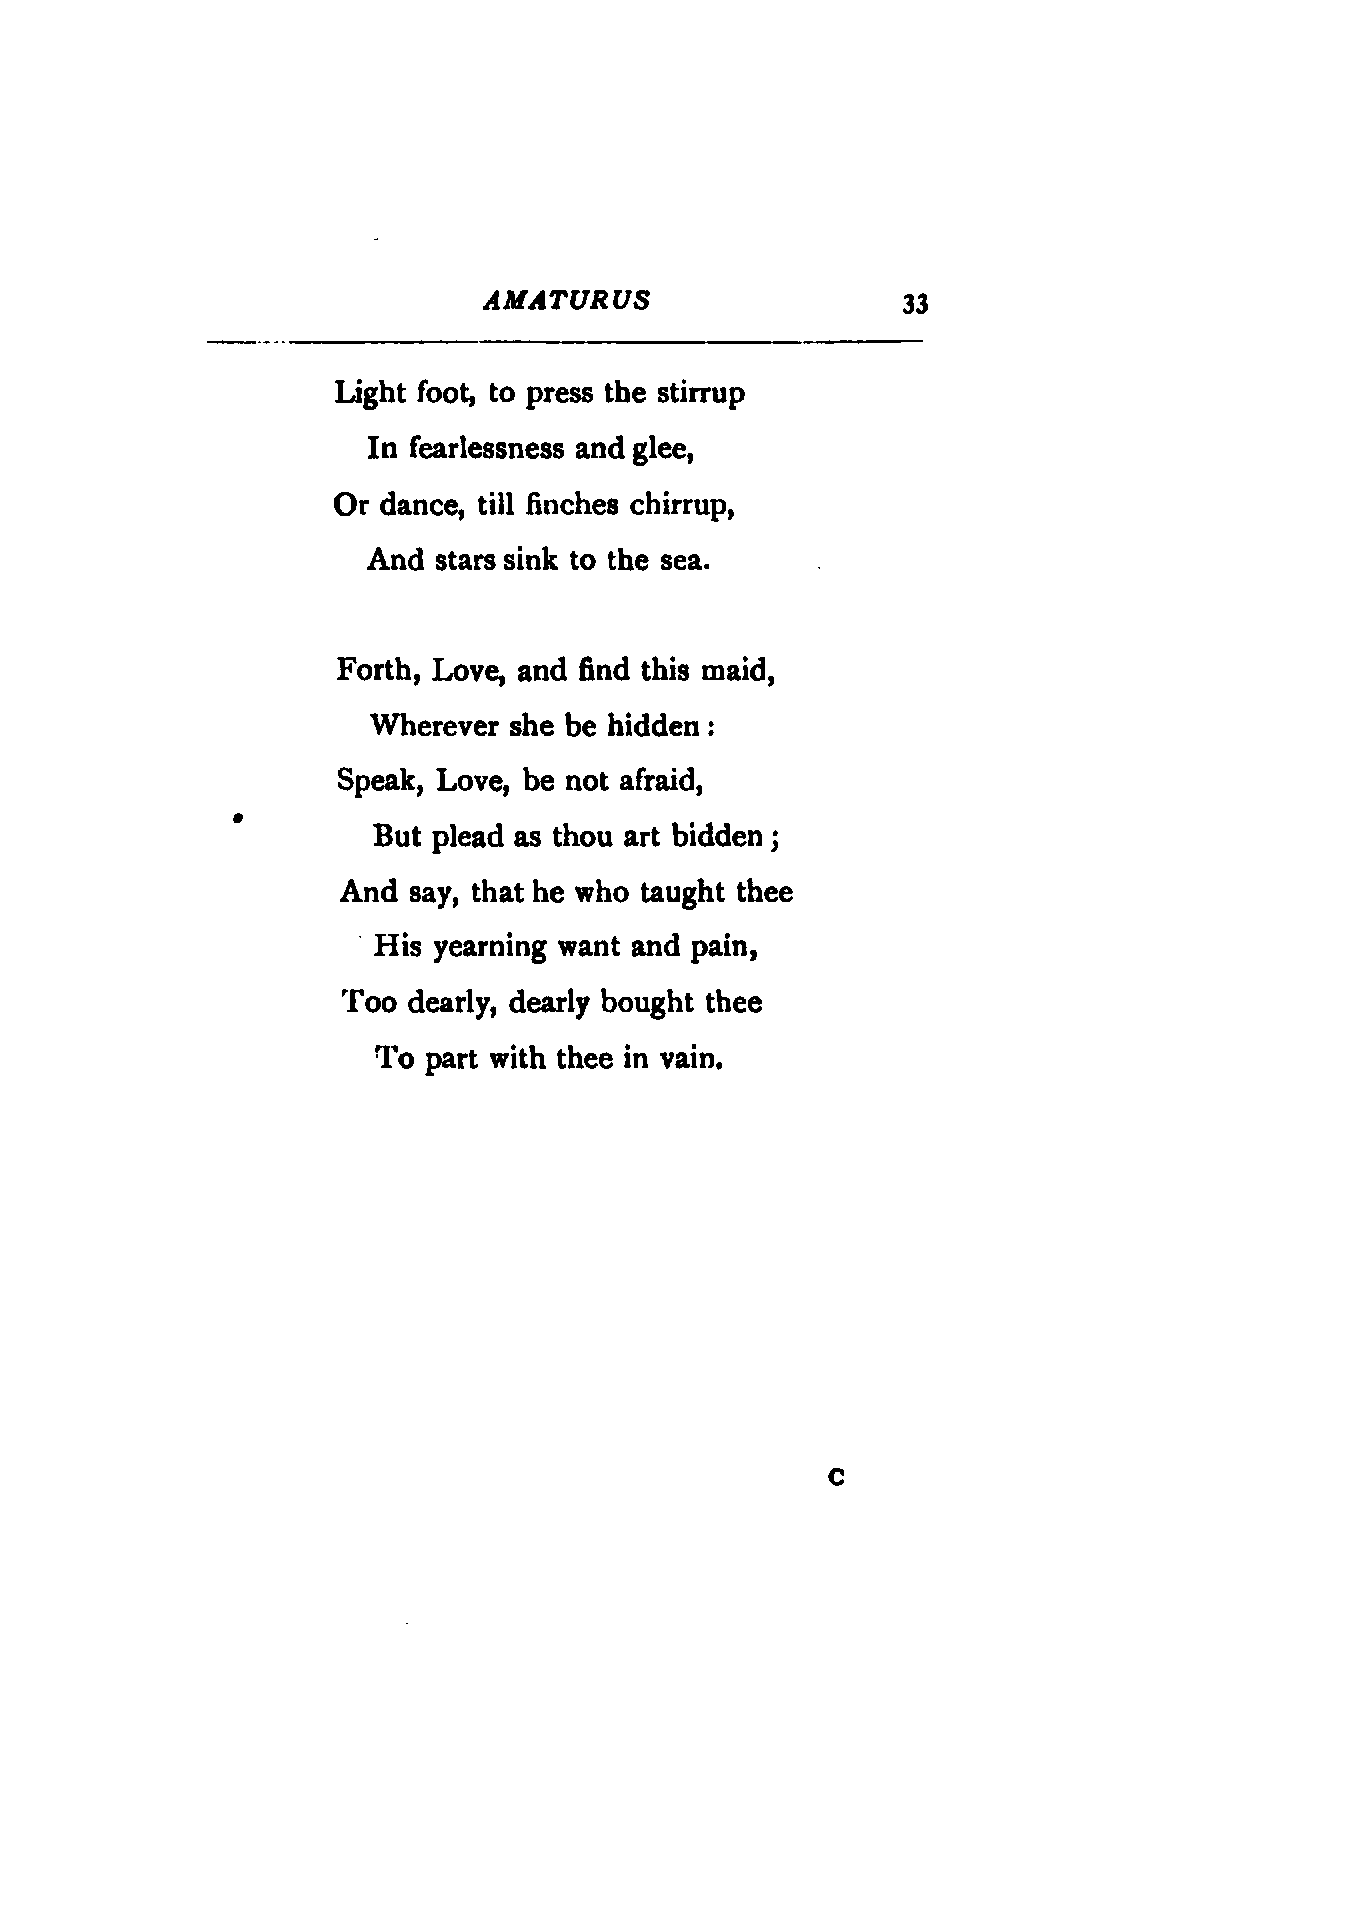 AMATURUS 33
Light foot, to press the stirrup
In fearlessness and glee,
Or dance, till finches chirrup,
And stars sink to the sea.
Forth, Love, and find this maid,
Wherever she be hidden :
Speak, Love, be not afraid,
But plead as thou art bidden ;
And say, that he who taught thee
His yearning want and pain,
Too dearly, dearly bought thee
To part with thee in vain.
C